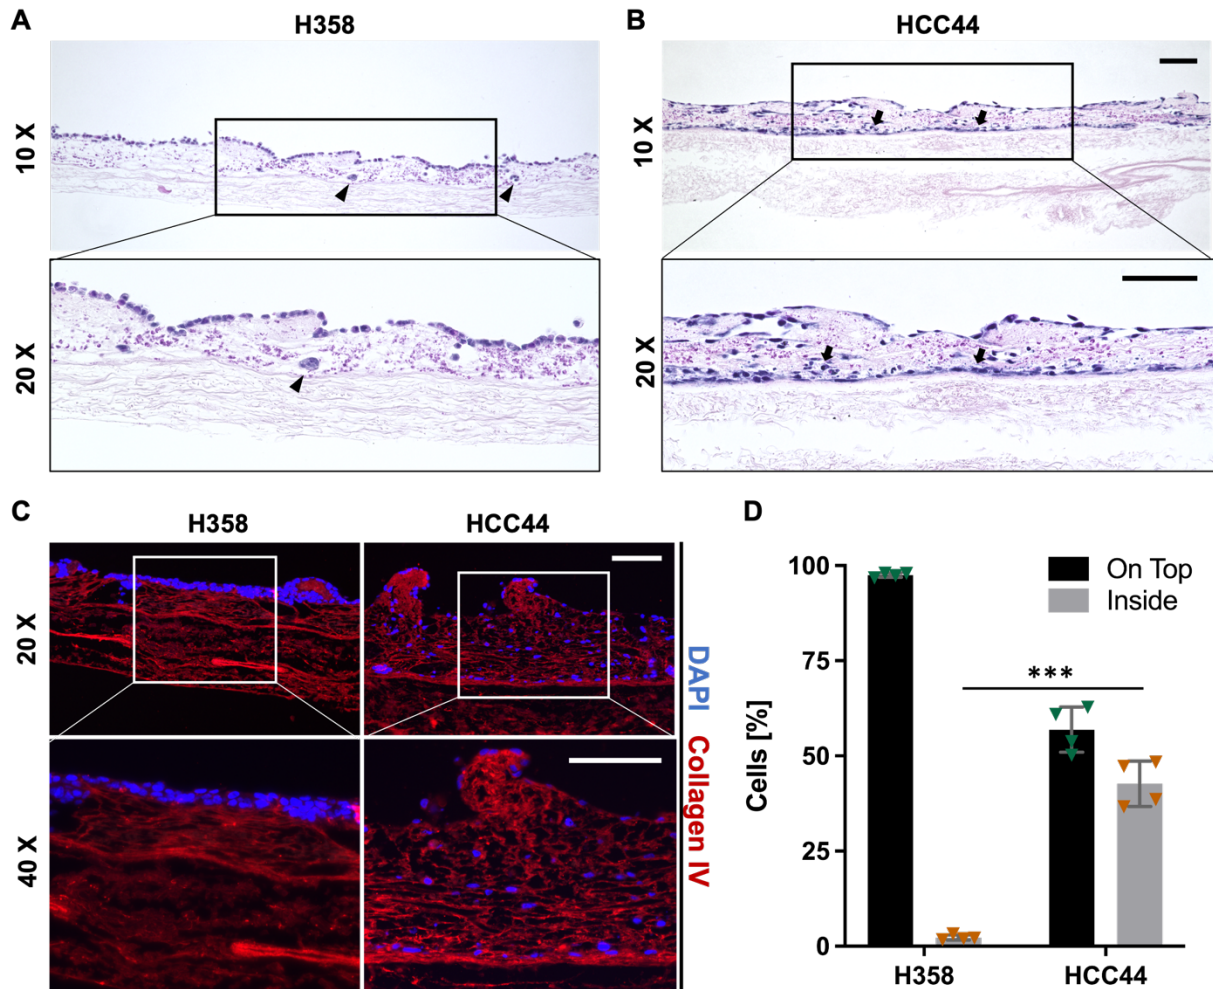 A
H358
B
HCC44
10 X
10 X
20 X
20 X
C
H358
HCC44
20 X
40 X
DAPI Collagen IV
D
On Top
Inside
Cells [%]
100
75
50
25
0
***
H358
HCC44